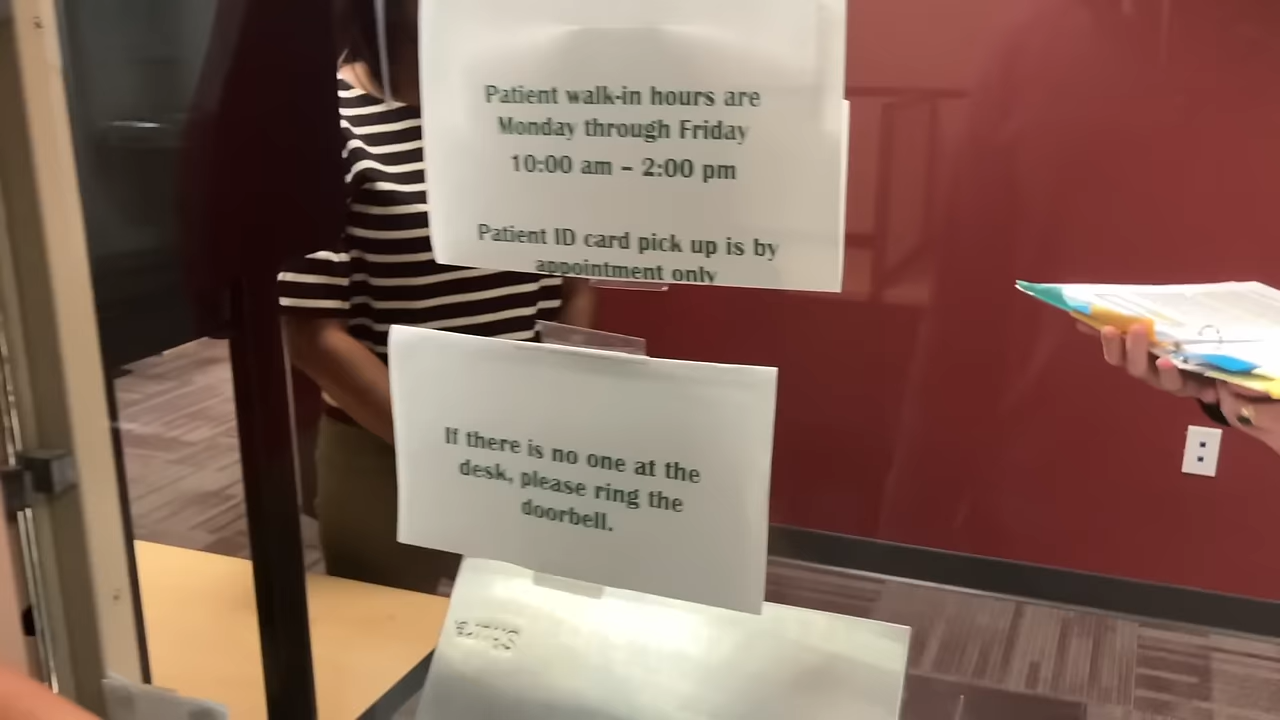 Patient walk-in hours are
Monday through Friday
10:00 am – 2:00 pm
Patient ID card pick up is by
appointment only
If there is no one at the
desk, please ring the
doorbell.